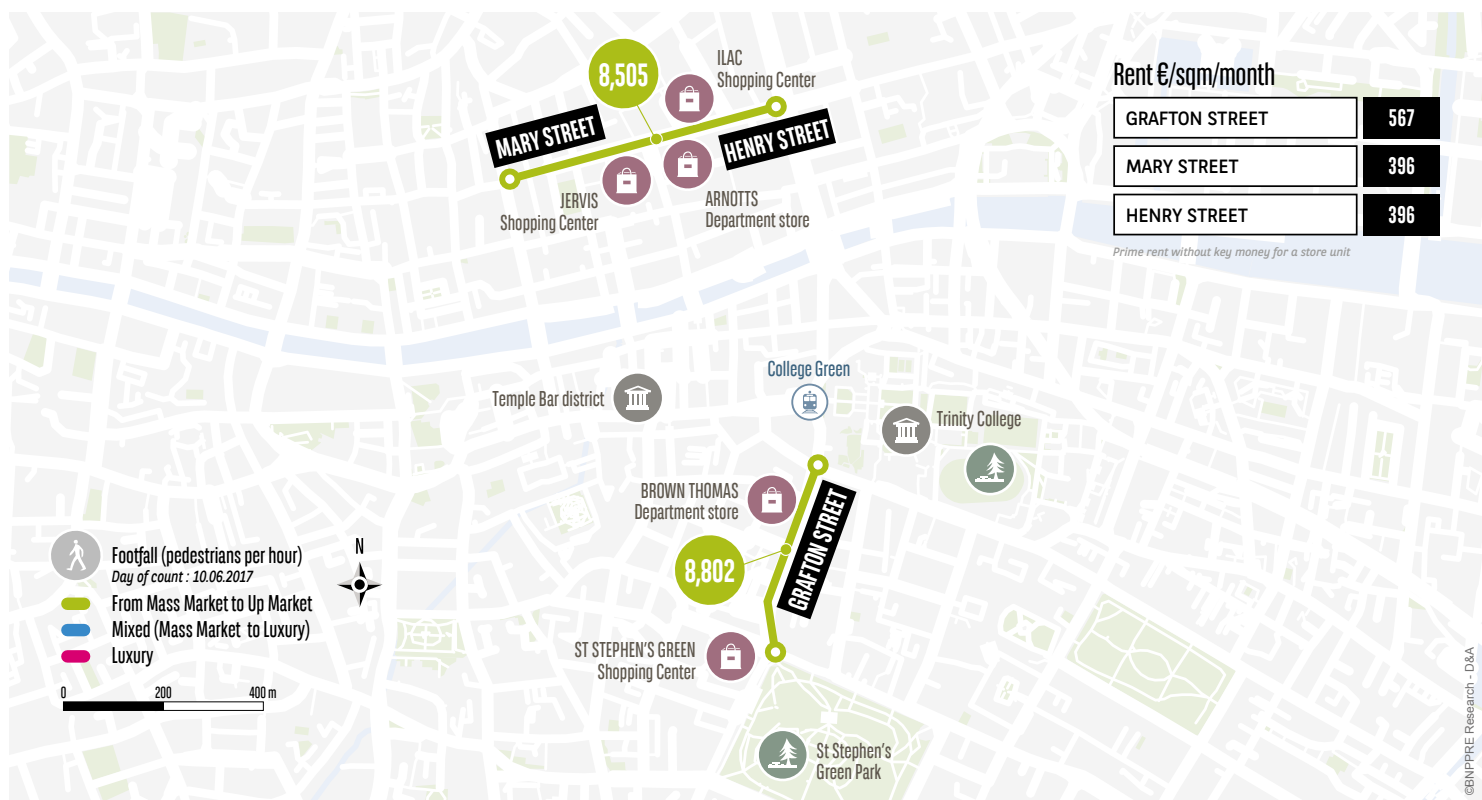 8,505
ILAC
Shopping Center
MARY STREET
HENRY STREET
JERVIS
Shopping Center
ARNOTTS
Department store
Rent €/sqm/month
GRAFTON STREET 567
MARY STREET 396
HENRY STREET 396
Prime rent without key money for a store unit
College Green
Temple Bar district
Trinity College
BROWN THOMAS
Department store
GRAFTON STREET
8,802
ST STEPHEN'S GREEN
Shopping Center
St Stephen's
Green Park
Footfall (pedestrians per hour)
Day of count : 10.06.2017
From Mass Market to Up Market
Mixed (Mass Market to Luxury)
Luxury
N
0 200 400 m
©BNPPRE Research - D&A